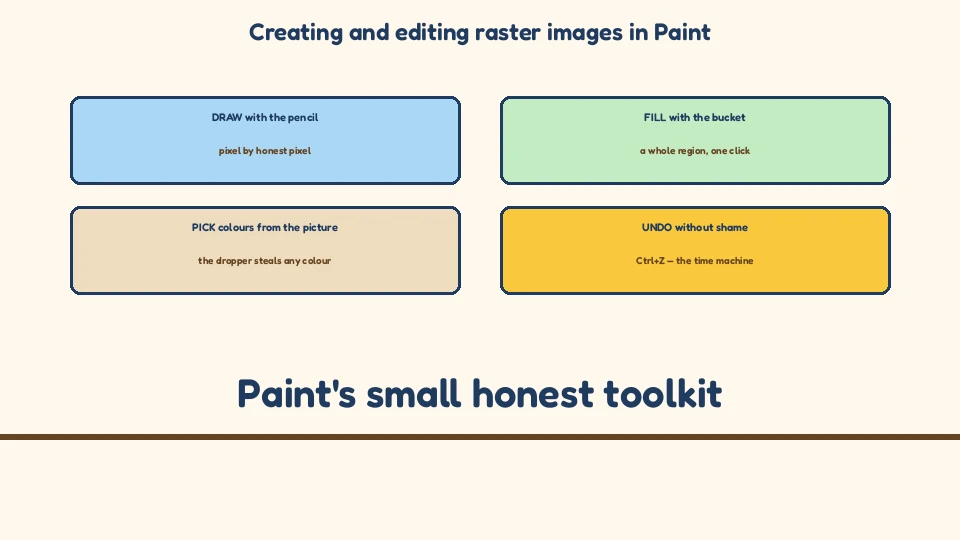 Creating and editing raster images in Paint
DRAW with the pencil
pixel by honest pixel
FILL with the bucket
a whole region, one click
PICK colours from the picture
the dropper steals any colour
UNDO without shame
Ctrl+Z — the time machine
Paint's small honest toolkit